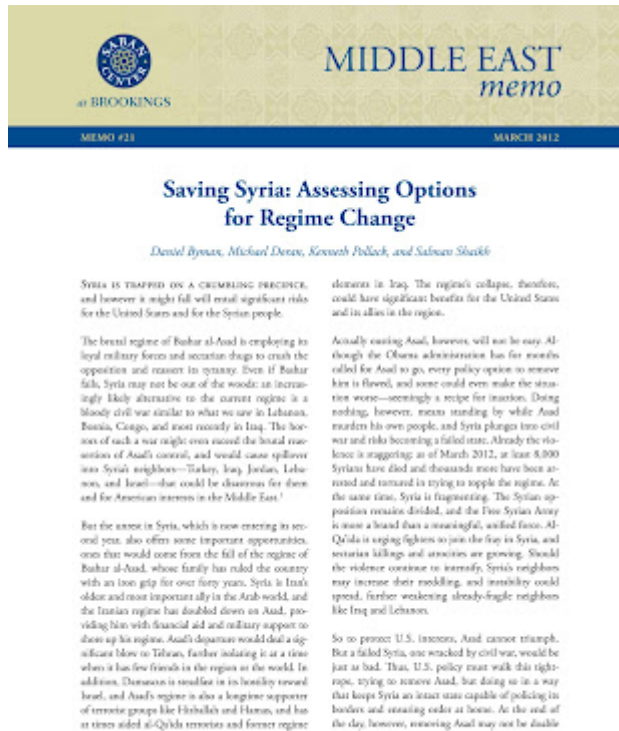 SABAN
CENTER
at BROOKINGS
MIDDLE EAST
memo
MEMO #21
MARCH 2012
Saving Syria: Assessing Options
for Regime Change
Daniel Byman, Michael Doran, Kenneth Pollack, and Salman Shaikh
SYRIA IS TRAPPED ON A CRUMBLING PRECIPICE,
and however it might fall will entail significant risks
for the United States and for the Syrian people.
The brutal regime of Bashar al-Asad is employing its
loyal military forces and sectarian thugs to crush the
opposition and reassert its tyranny. Even if Bashar
fails, Syria may not be out of the woods: an increas-
ingly likely alternative to the current regime is a
bloody civil war similar to what we saw in Lebanon,
Bosnia, Congo, and most recently in Iraq. The hor-
rors of such a war might even exceed the brutal reas-
sertion of Asad's control, and would cause spillover
into Syria's neighbors—Turkey, Iraq, Jordan, Leba-
non, and Israel—that could be disastrous for them
and for American interests in the Middle East.1
But the unrest in Syria, which is now entering its sec-
ond year, also offers some important opportunities,
ones that would come from the fall of the regime of
Bashar al-Asad, whose family has ruled the country
with an iron grip for over forty years. Syria is Iran's
oldest and most important ally in the Arab world, and
the Iranian regime has doubled down on Asad, pro-
viding him with financial aid and military support to
shore up his regime. Asad's departure would deal a sig-
nificant blow to Tehran, further isolating it at a time
when it has few friends in the region or the world. In
addition, Damascus is steadfast in its hostility toward
Israel, and Asad's regime is also a longtime supporter
of terrorist groups like Hizballah and Hamas, and has
at times aided al-Qa'ida terrorists and former regime
elements in Iraq. The regime's collapse, therefore,
could have significant benefits for the United States
and its allies in the region.
Actually ousting Asad, however, will not be easy. Al-
though the Obama administration has for months
called for Asad to go, every policy option to remove
him is flawed, and some could even make the situa-
tion worse—seemingly a recipe for inaction. Doing
nothing, however, means standing by while Asad
murders his own people, and Syria plunges into civil
war and risks becoming a failed state. Already the vio-
lence is staggering: as of March 2012, at least 8,000
Syrians have died and thousands more have been ar-
rested and tortured in trying to topple the regime. At
the same time, Syria is fragmenting. The Syrian op-
position remains divided, and the Free Syrian Army
is more a brand than a meaningful, unified force. Al-
Qa'ida is urging fighters to join the fray in Syria, and
sectarian killings and atrocities are growing. Should
the violence continue to intensify, Syria's neighbors
may increase their meddling, and instability could
spread, further weakening already-fragile neighbors
like Iraq and Lebanon.
So to protect U.S. interests, Asad cannot triumph.
But a failed Syria, one wracked by civil war, would be
just as bad. Thus, U.S. policy must walk this tight-
rope, trying to remove Asad, but doing so in a way
that keeps Syria an intact state capable of policing its
borders and ensuring order at home. At the end of
the day, however, removing Asad may not be doable